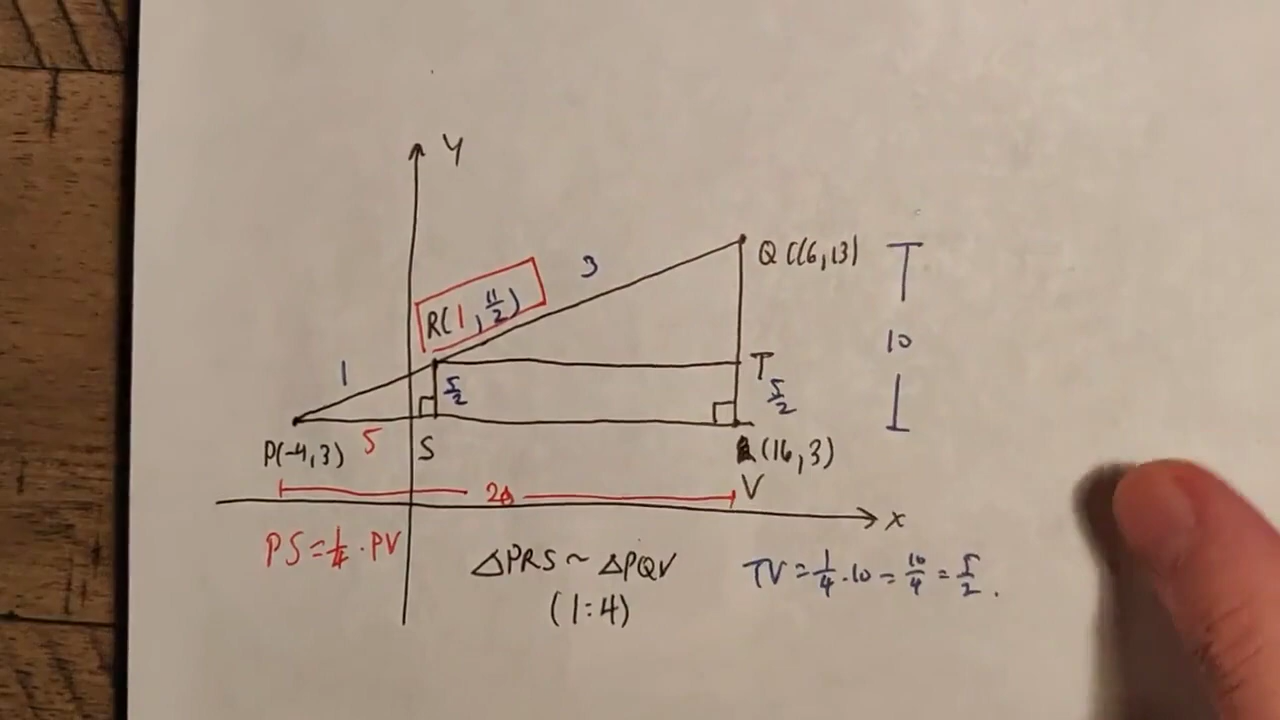 y
3
Q(16,13)
R(1, 11/2)
10
1
T
5/2
5/2
P(-4,3)
5
S
(16,3)
V
20
x
PS=1/4·PV
△PRS ~ △PQV
(1:4)
TV=1/4·10=10/4=5/2.